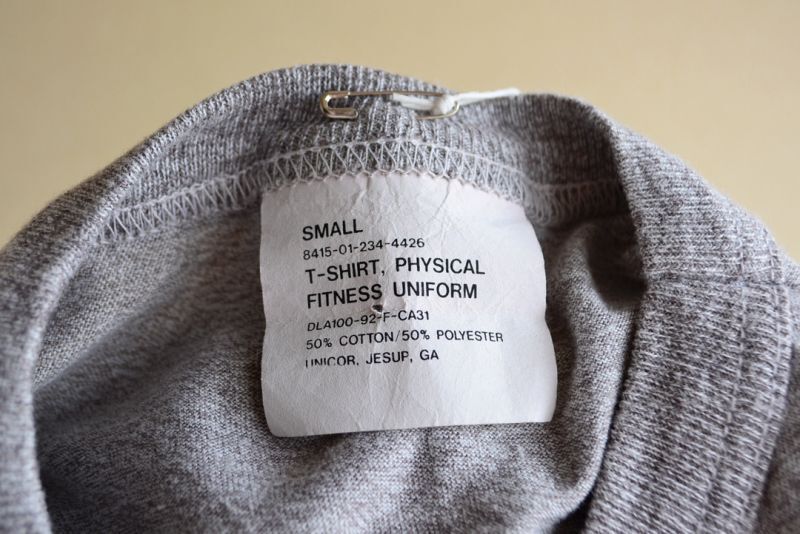 SMALL
8415-01-234-4426
T-SHIRT, PHYSICAL
FITNESS UNIFORM
DLA100-92-F-CA31
50% COTTON/50% POLYESTER
UNICOR, JESUP, GA